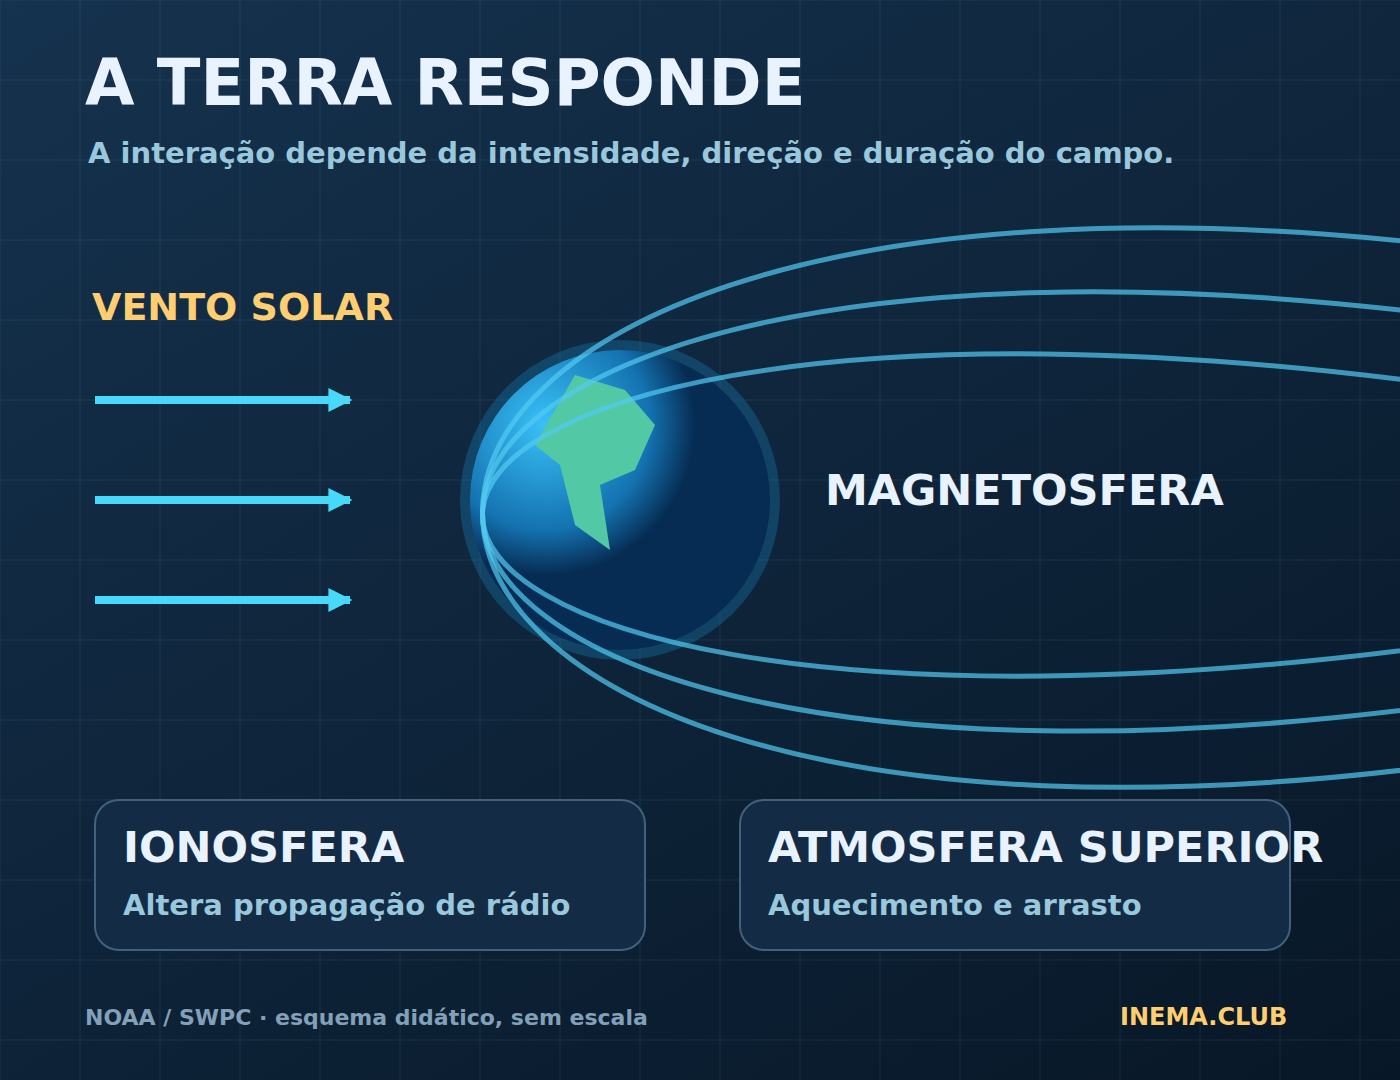 A TERRA RESPONDE
A interação depende da intensidade, direção e duração do campo.
VENTO SOLAR
MAGNETOSFERA
IONOSFERA
Altera propagação de rádio
ATMOSFERA SUPERIOR
Aquecimento e arrasto
NOAA / SWPC · esquema didático, sem escala
INEMA.CLUB